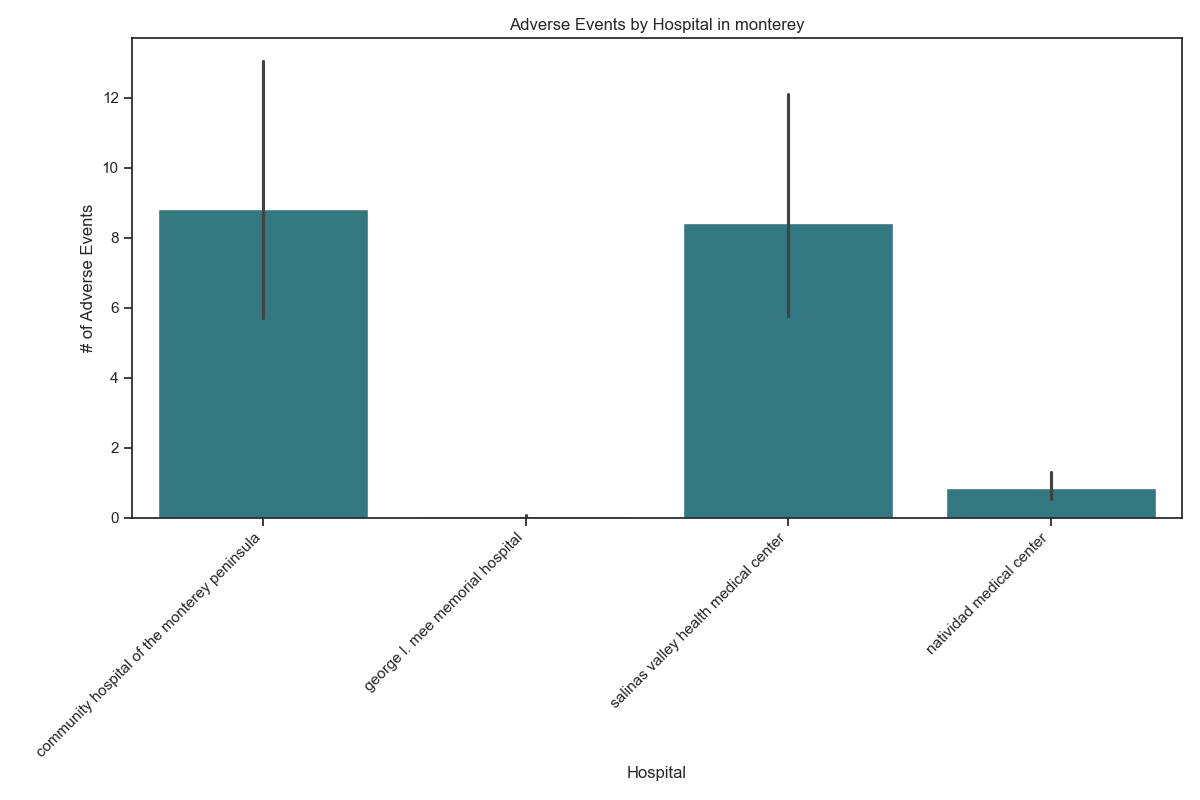 Adverse Events by Hospital in monterey
# of Adverse Events
12
10
8
6
4
2
0
community hospital of the monterey peninsula
george l. mee memorial hospital
salinas valley health medical center
natividad medical center
Hospital